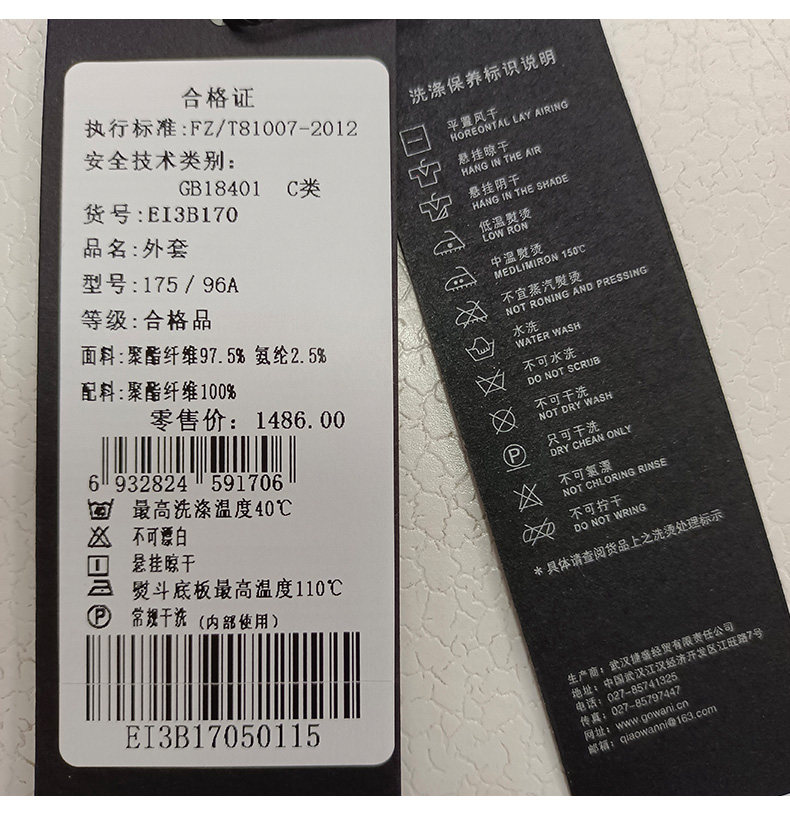 合格证
执行标准:FZ/T81007-2012
安全技术类别:
GB18401 C类
货号:EI3B170
品名:外套
型号:175/96A
等级:合格品
面料:聚酯纤维97.5% 氨纶2.5%
配料:聚酯纤维100%
零售价:1486.00
6 932824 591706
最高洗涤温度40℃
不可漂白
悬挂晾干
熨斗底板最高温度110℃
P 常规干洗(内部使用)
EI3B17050115
洗涤保养标识说明
平置风干
HOREONTAL LAY AIRING
悬挂晾干
HANG IN THE AIR
悬挂阴干
HANG IN THE SHADE
低温熨烫
LOW RON
中温熨烫
MEDLIMIRON 150℃
不宜蒸汽熨烫
NOT RONING AND PRESSING
水洗
WATER WASH
不可水洗
DO NOT SCRUB
不可干洗
NOT DRY WASH
P 只可干洗
DRY CHEAN ONLY
不可氯漂
NOT CHLORING RINSE
不可拧干
DO NOT WRING
*具体请查阅货品上之洗烫处理标示
生产商:武汉捷盛经贸有限责任公司
地址:中国武汉江汉经济开发区江旺路7号
电话:027-85741325
传真:027-85797447
网址:www.gowani.cn
邮箱:qiaowanni@163.com